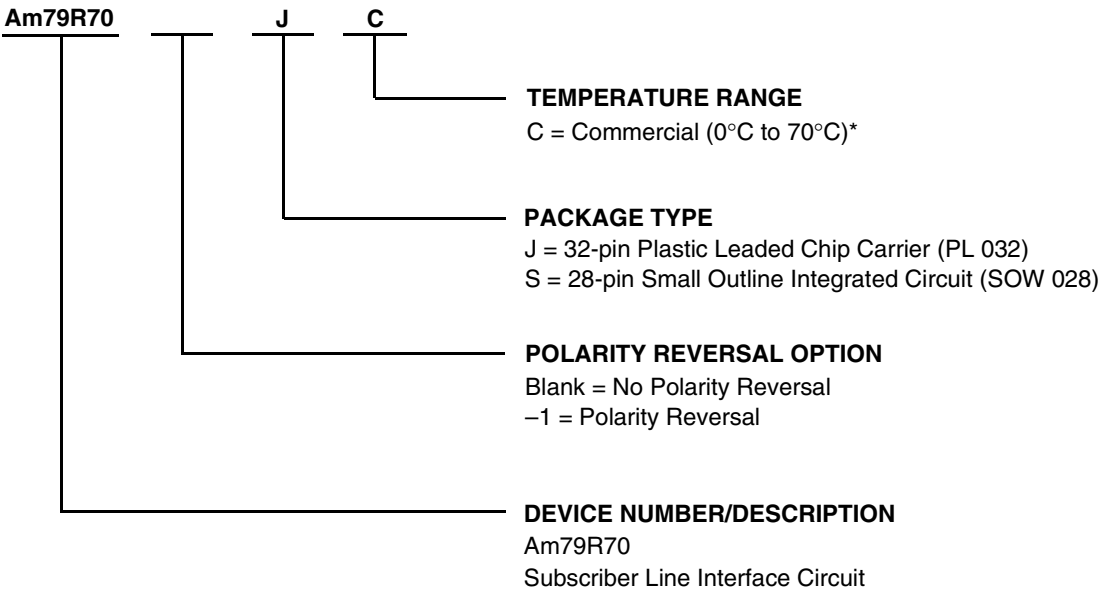 Am79R70 J C
TEMPERATURE RANGE
C = Commercial (0°C to 70°C)*
PACKAGE TYPE
J = 32-pin Plastic Leaded Chip Carrier (PL 032)
S = 28-pin Small Outline Integrated Circuit (SOW 028)
POLARITY REVERSAL OPTION
Blank = No Polarity Reversal
–1 = Polarity Reversal
DEVICE NUMBER/DESCRIPTION
Am79R70
Subscriber Line Interface Circuit